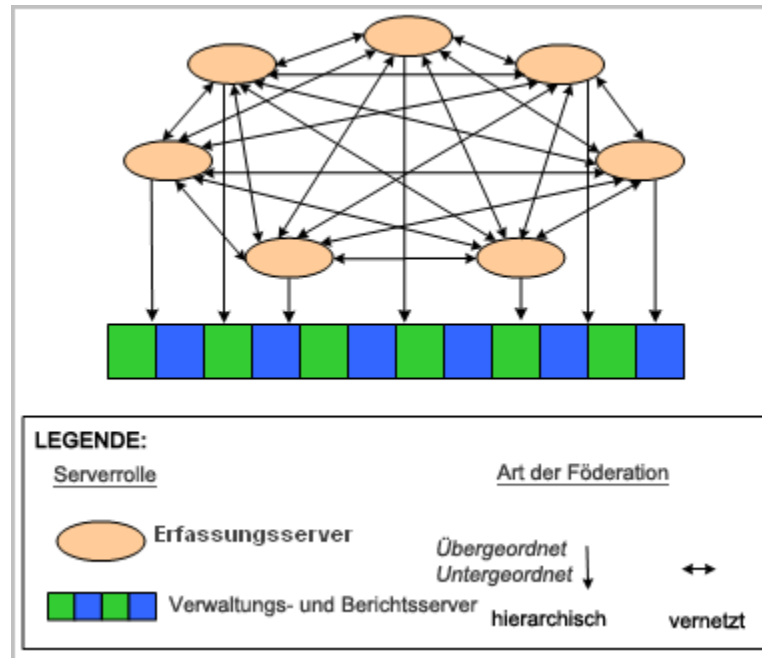 LEGENDE:
Serverrolle
Art der Föderation
Erfassungsserver
Übergeordnet
Untergeordnet
Verwaltungs- und Berichtsserver
hierarchisch
vernetzt